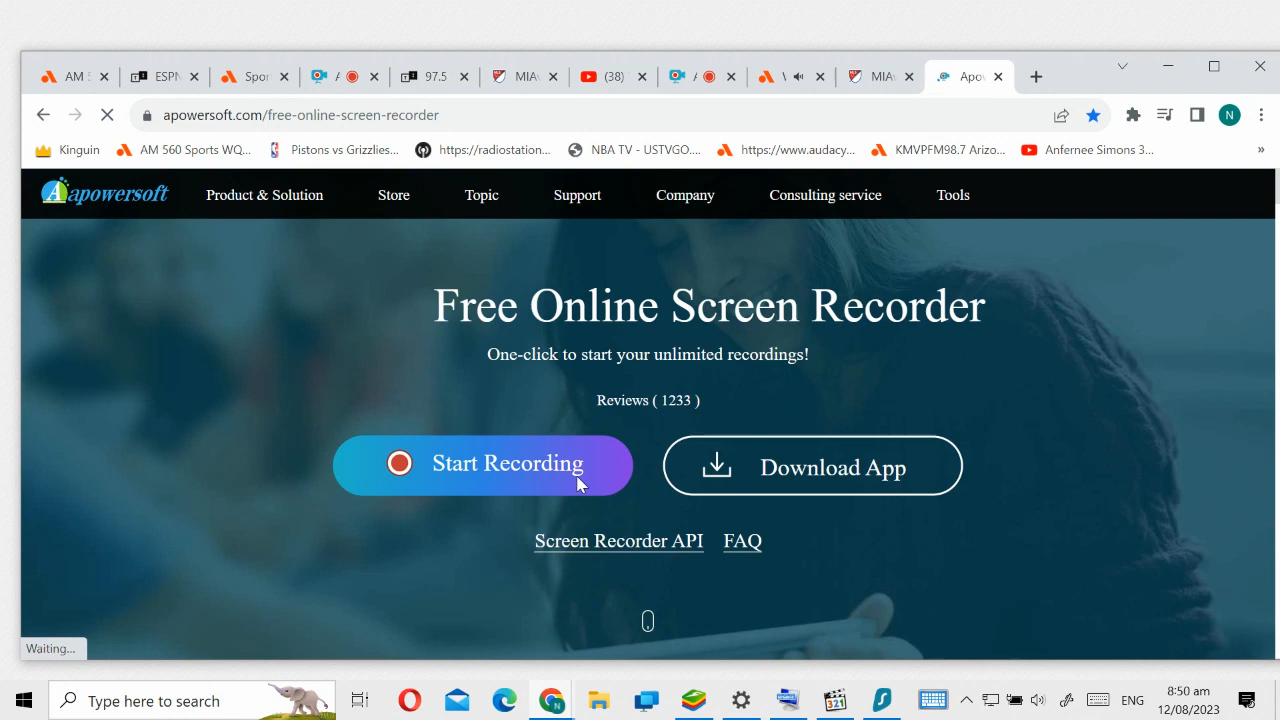 AM 5
ESPN
Spor
A
97.5
MIAv
(38)
A
V
MIAv
Apow
apowersoft.com/free-online-screen-recorder
N
Kinguin
AM 560 Sports WQ...
Pistons vs Grizzlies...
https://radiostation...
NBA TV - USTVGO....
https://www.audacy...
KMVPFM98.7 Arizo...
Anfernee Simons 3...
»
apowersoft
Product & Solution
Store
Topic
Support
Company
Consulting service
Tools
Free Online Screen Recorder
One-click to start your unlimited recordings!
Reviews ( 1233 )
Start Recording
Download App
Screen Recorder API
FAQ
Waiting...
Type here to search
321
ENG
8:50 am
12/08/2023